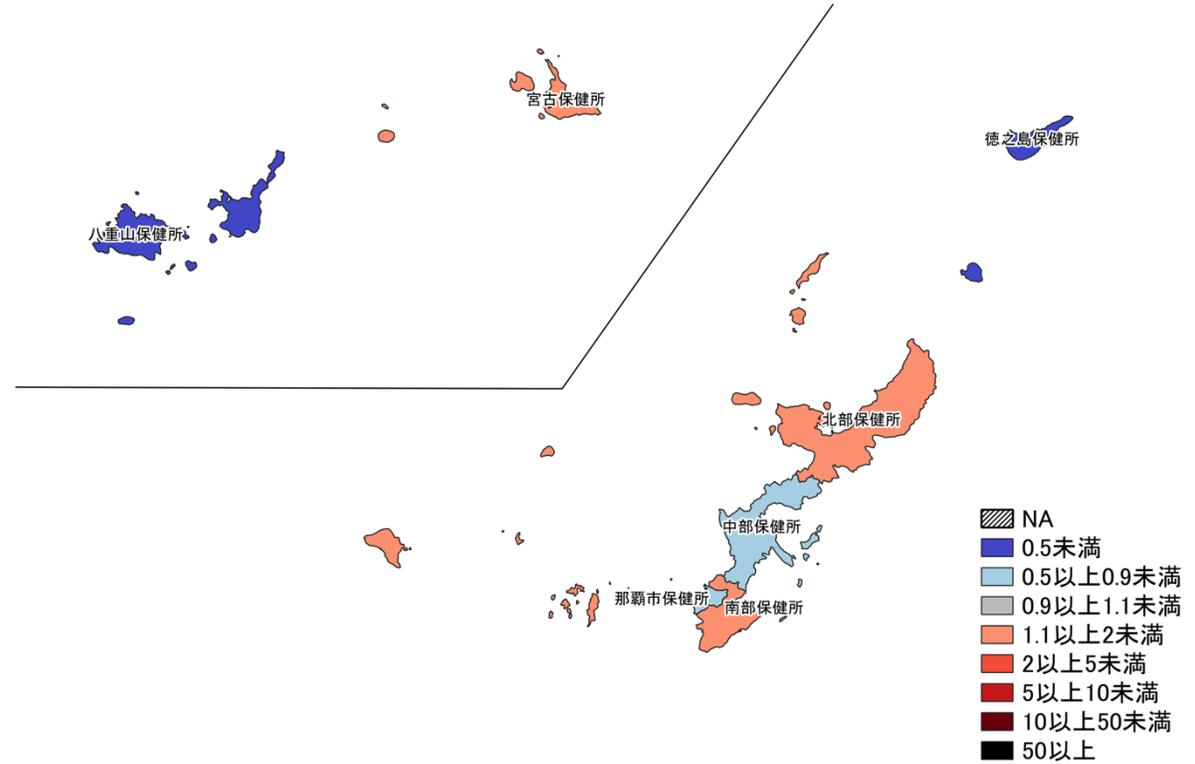 宮古保健所
徳之島保健所
八重山保健所
北部保健所
中部保健所
那覇市保健所
南部保健所
NA
0.5未満
0.5以上0.9未満
0.9以上1.1未満
1.1以上2未満
2以上5未満
5以上10未満
10以上50未満
50以上